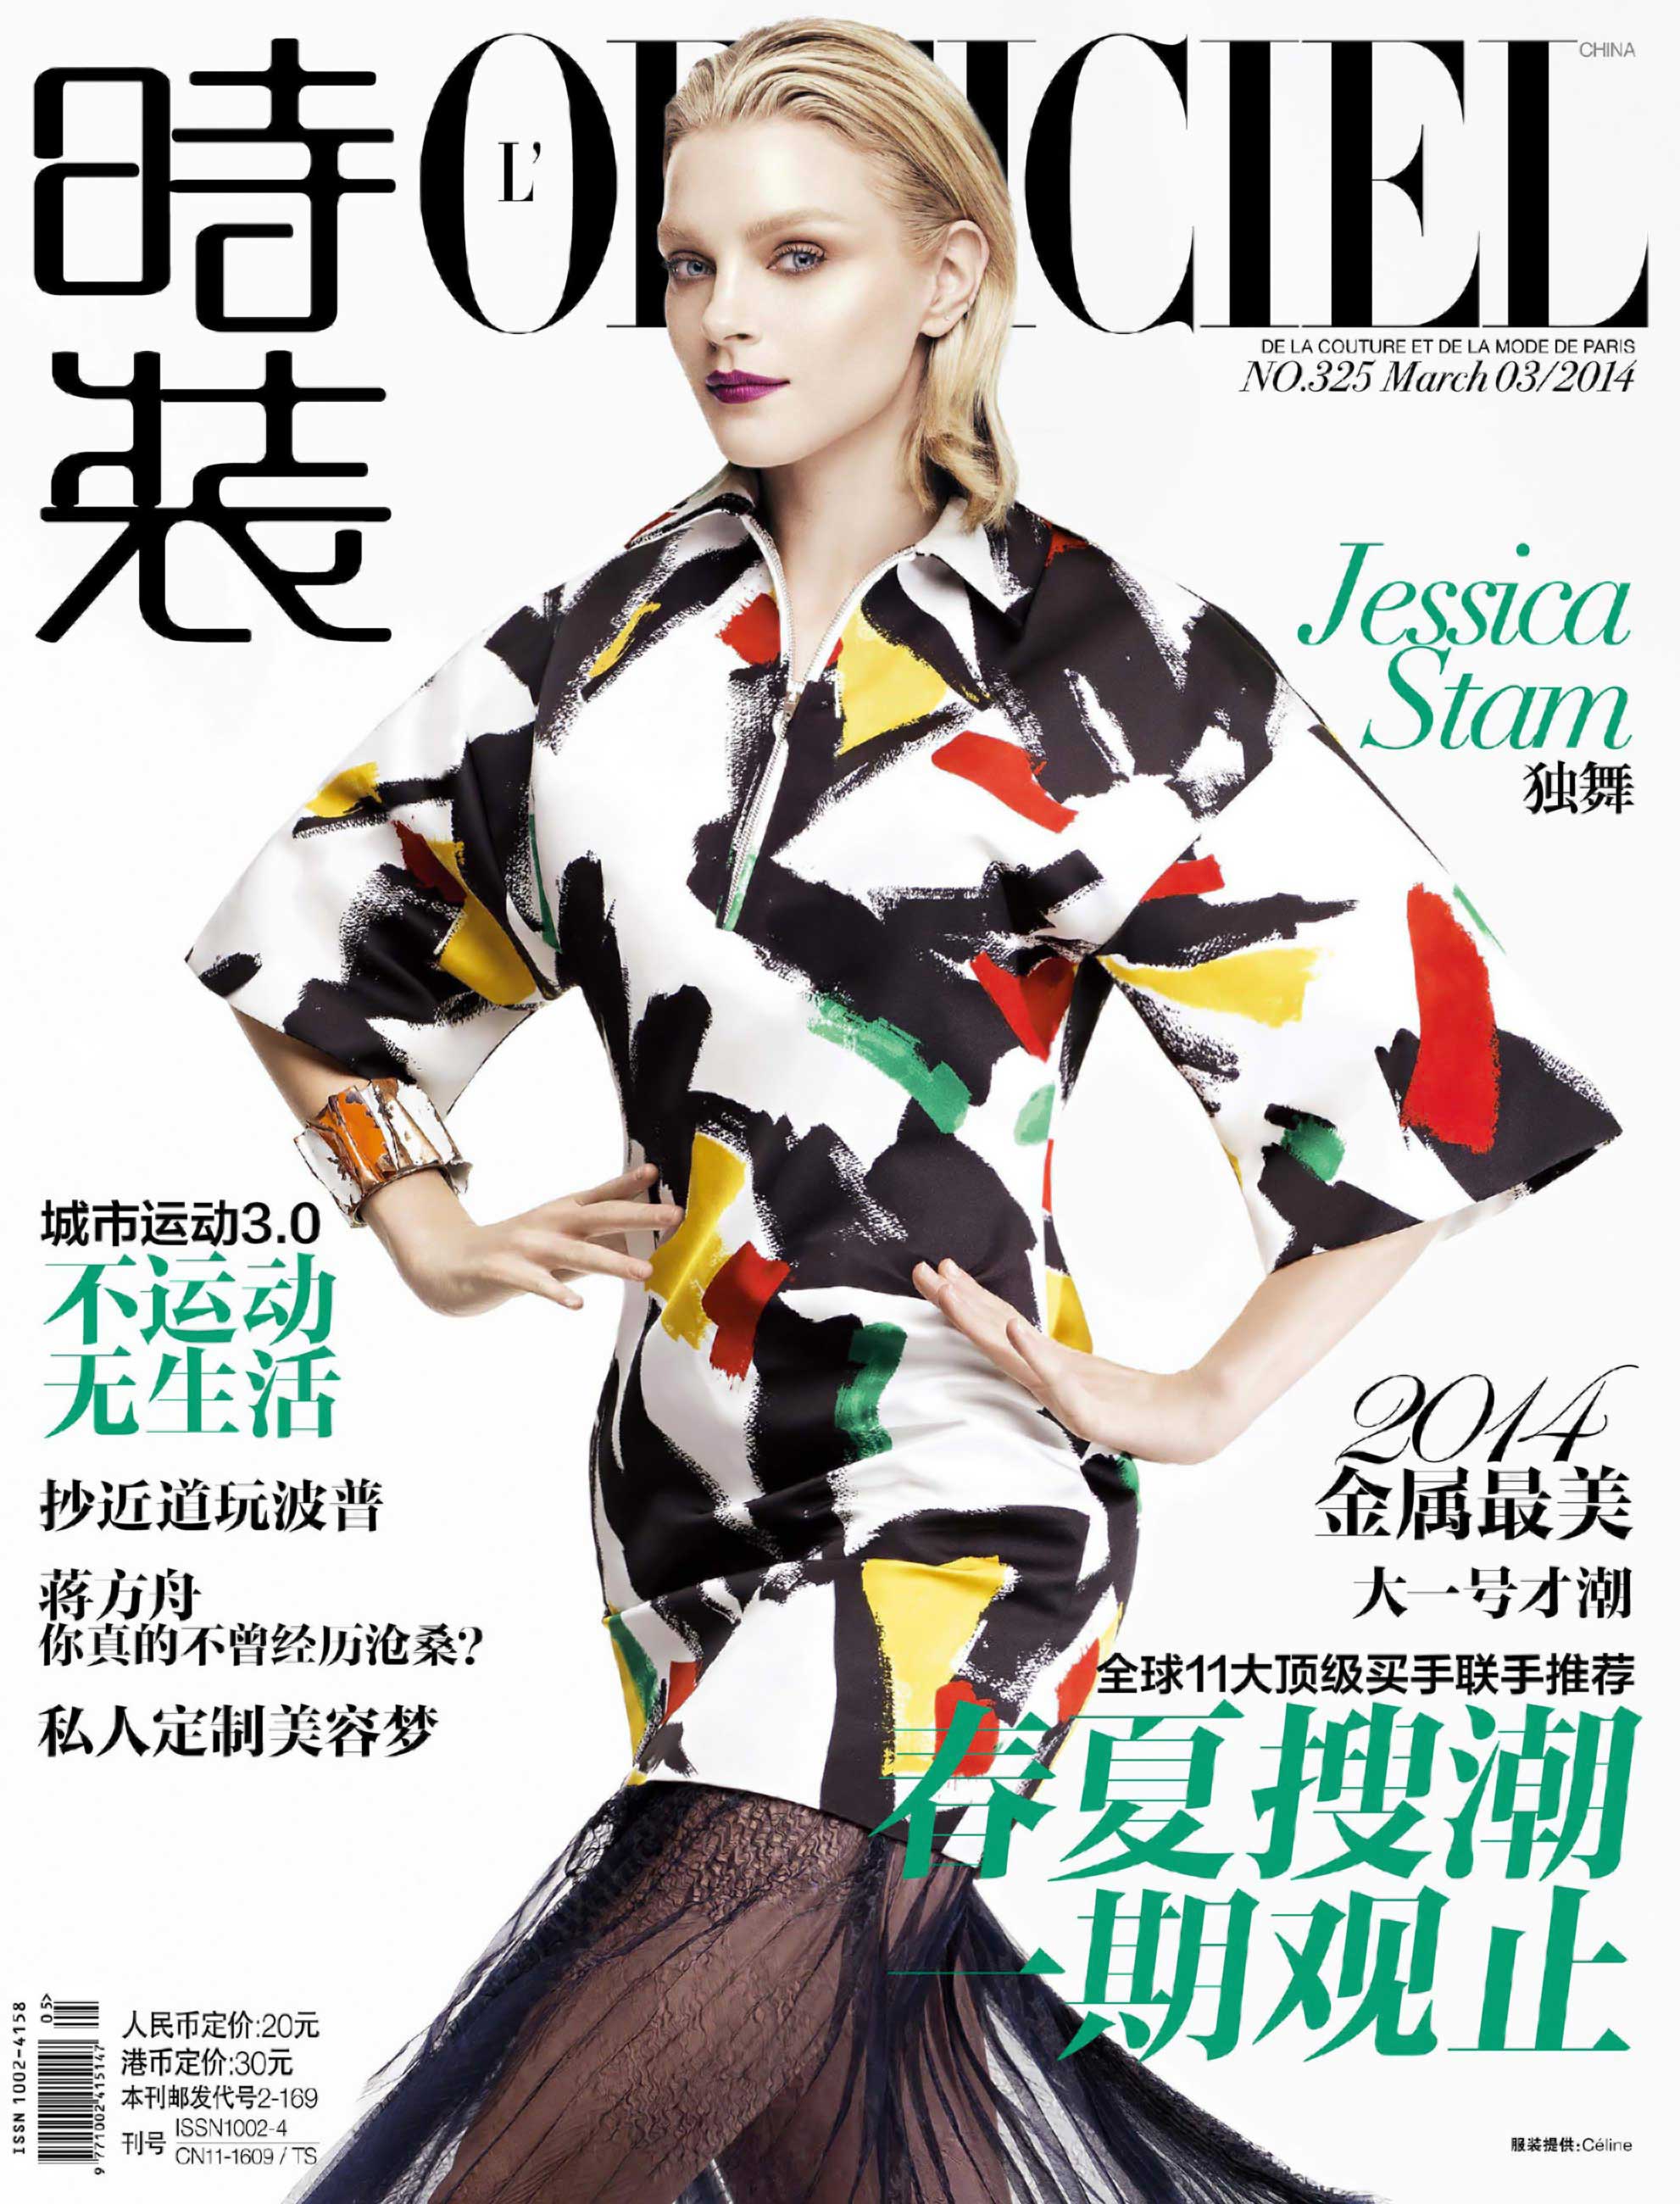 時裝
L'OFFICIEL
CHINA
DE LA COUTURE ET DE LA MODE DE PARIS
NO.325 March 03/2014
Jessica
Stam
独舞
城市运动3.0
不运动
无生活
抄近道玩波普
蒋方舟
你真的不曾经历沧桑?
私人定制美容梦
2014
金属最美
大一号才潮
全球11大顶级买手联手推荐
春夏搜潮
一期观止
ISSN 1002-4158
05>
9 771002 415147
人民币定价:20元
港币定价:30元
本刊邮发代号2-169
刊号 ISSN1002-4
CN11-1609 / TS
服装提供:Céline